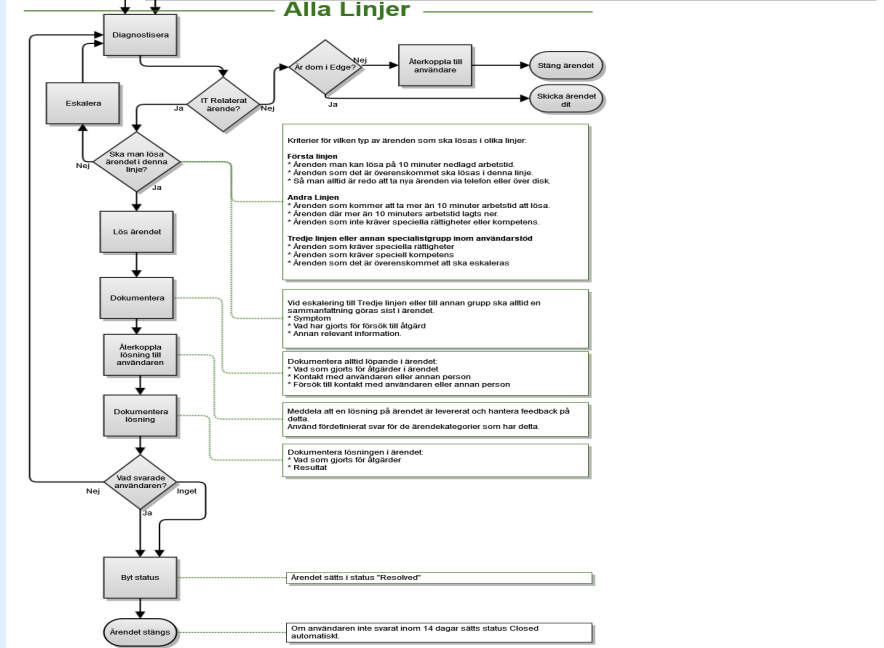 Alla Linjer
Diagnostisera
Är dom i Edge?
Nej
Återkoppla till
användare
Stäng ärendet
Ja
Skicka ärendet
dit
IT Relaterat
ärende?
Ja
Nej
Eskalera
Ska man lösa
ärendet i denna
linje?
Nej
Ja
Kriterier för vilken typ av ärenden som ska lösas i olika linjer:
Första linjen
* Ärenden man kan lösa på 10 minuter nedlagd arbetstid.
* Ärenden som det är överenskommet ska lösas i denna linje.
* Så man alltid är redo att ta nya ärenden via telefon eller över disk.
Andra Linjen
* Ärenden som kommer att ta mer än 10 minuter arbetstid att lösa.
* Ärenden där mer än 10 minuters arbetstid lagts ner.
* Ärenden som inte kräver speciella rättigheter eller kompetens.
Tredje linjen eller annan specialistgrupp inom användarstöd
* Ärenden som kräver speciella rättigheter
* Ärenden som kräver speciell kompetens
* Ärenden som det är överenskommet att ska eskaleras
Lös ärendet
Dokumentera
Vid eskalering till Tredje linjen eller till annan grupp ska alltid en
sammanfattning göras sist i ärendet.
* Symptom
* Vad har gjorts för försök till åtgärd
* Annan relevant information.
Återkoppla
lösning till
användaren
Dokumentera alltid löpande i ärendet:
* Vad som gjorts för åtgärder i ärendet
* Kontakt med användaren eller annan person
* Försök till kontakt med användaren eller annan person
Dokumentera
lösning
Meddela att en lösning på ärendet är levererat och hantera feedback på
detta.
Använd fördefinierat svar för de ärendekategorier som har detta.
Dokumentera lösningen i ärendet:
* Vad som gjorts för åtgärder
* Resultat
Vad svarade
användaren?
Nej
Inget
Ja
Byt status
Ärendet sätts i status "Resolved"
Ärendet stängs
Om användaren inte svarat inom 14 dagar sätts status Closed
automatiskt.